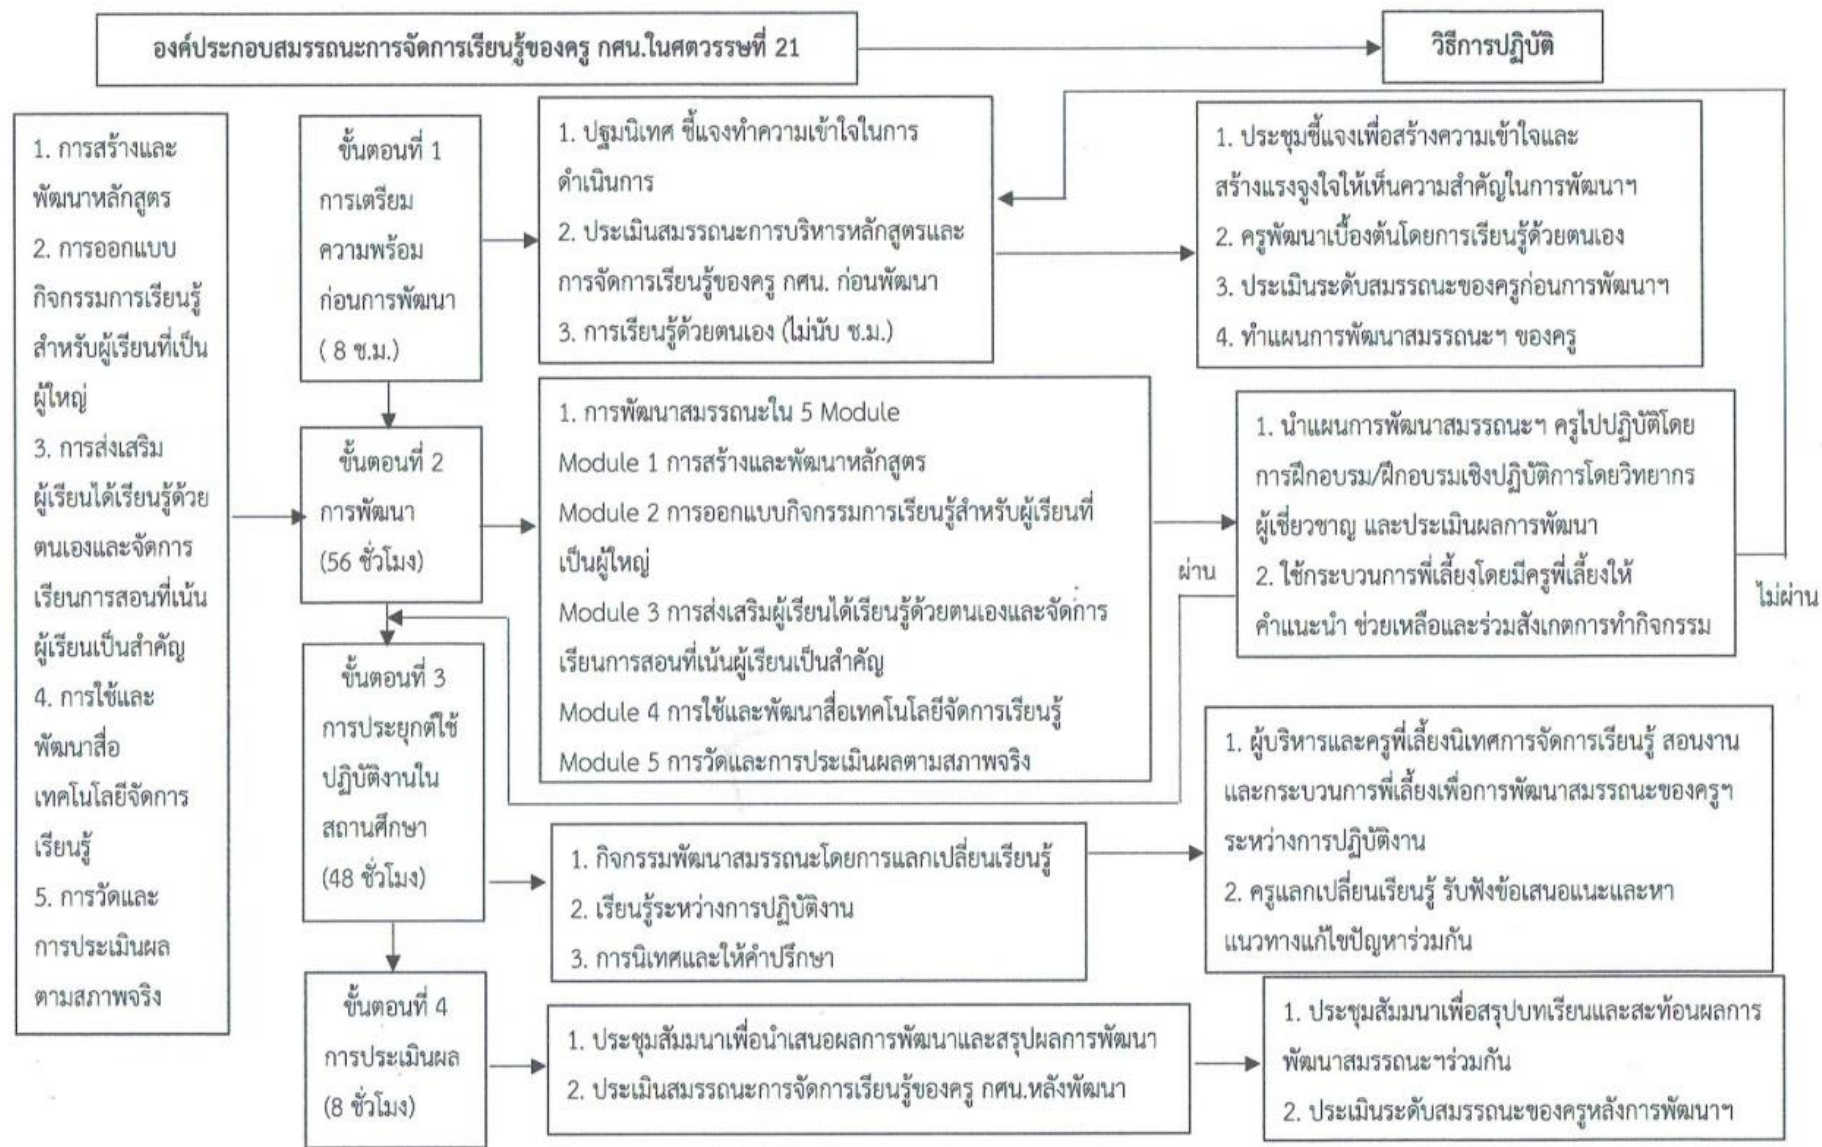 องค์ประกอบสมรรถนะการจัดการเรียนรู้ของครู กศน.ในศตวรรษที่ 21
วิธีการปฏิบัติ
1. การสร้างและ
พัฒนาหลักสูตร
2. การออกแบบ
กิจกรรมการเรียนรู้
สำหรับผู้เรียนที่เป็น
ผู้ใหญ่
3. การส่งเสริม
ผู้เรียนได้เรียนรู้ด้วย
ตนเองและจัดการ
เรียนการสอนที่เน้น
ผู้เรียนเป็นสำคัญ
4. การใช้และ
พัฒนาสื่อ
เทคโนโลยีจัดการ
เรียนรู้
5. การวัดและ
การประเมินผล
ตามสภาพจริง
ขั้นตอนที่ 1
การเตรียม
ความพร้อม
ก่อนการพัฒนา
( 8 ช.ม.)
1. ปฐมนิเทศ ชี้แจงทำความเข้าใจในการ
ดำเนินการ
2. ประเมินสมรรถนะการบริหารหลักสูตรและ
การจัดการเรียนรู้ของครู กศน. ก่อนพัฒนา
3. การเรียนรู้ด้วยตนเอง (ไม่นับ ช.ม.)
1. ประชุมชี้แจงเพื่อสร้างความเข้าใจและ
สร้างแรงจูงใจให้เห็นความสำคัญในการพัฒนาฯ
2. ครูพัฒนาเบื้องต้นโดยการเรียนรู้ด้วยตนเอง
3. ประเมินระดับสมรรถนะของครูก่อนการพัฒนาฯ
4. ทำแผนการพัฒนาสมรรถนะฯ ของครู
ขั้นตอนที่ 2
การพัฒนา
(56 ชั่วโมง)
1. การพัฒนาสมรรถนะใน 5 Module
Module 1 การสร้างและพัฒนาหลักสูตร
Module 2 การออกแบบกิจกรรมการเรียนรู้สำหรับผู้เรียนที่
เป็นผู้ใหญ่
Module 3 การส่งเสริมผู้เรียนได้เรียนรู้ด้วยตนเองและจัดการ
เรียนการสอนที่เน้นผู้เรียนเป็นสำคัญ
Module 4 การใช้และพัฒนาสื่อเทคโนโลยีจัดการเรียนรู้
Module 5 การวัดและการประเมินผลตามสภาพจริง
1. นำแผนการพัฒนาสมรรถนะฯ ครูไปปฏิบัติโดย
การฝึกอบรม/ฝึกอบรมเชิงปฏิบัติการโดยวิทยากร
ผู้เชี่ยวชาญ และประเมินผลการพัฒนา
2. ใช้กระบวนการพี่เลี้ยงโดยมีครูพี่เลี้ยงให้
คำแนะนำ ช่วยเหลือและร่วมสังเกตการทำกิจกรรม
ผ่าน
ไม่ผ่าน
ขั้นตอนที่ 3
การประยุกต์ใช้
ปฏิบัติงานใน
สถานศึกษา
(48 ชั่วโมง)
1. กิจกรรมพัฒนาสมรรถนะโดยการแลกเปลี่ยนเรียนรู้
2. เรียนรู้ระหว่างการปฏิบัติงาน
3. การนิเทศและให้คำปรึกษา
1. ผู้บริหารและครูพี่เลี้ยงนิเทศการจัดการเรียนรู้ สอนงาน
และกระบวนการพี่เลี้ยงเพื่อการพัฒนาสมรรถนะของครูฯ
ระหว่างการปฏิบัติงาน
2. ครูแลกเปลี่ยนเรียนรู้ รับฟังข้อเสนอแนะและหา
แนวทางแก้ไขปัญหาร่วมกัน
ขั้นตอนที่ 4
การประเมินผล
(8 ชั่วโมง)
1. ประชุมสัมมนาเพื่อนำเสนอผลการพัฒนาและสรุปผลการพัฒนา
2. ประเมินสมรรถนะการจัดการเรียนรู้ของครู กศน.หลังพัฒนา
1. ประชุมสัมมนาเพื่อสรุปบทเรียนและสะท้อนผลการ
พัฒนาสมรรถนะฯร่วมกัน
2. ประเมินระดับสมรรถนะของครูหลังการพัฒนาฯ